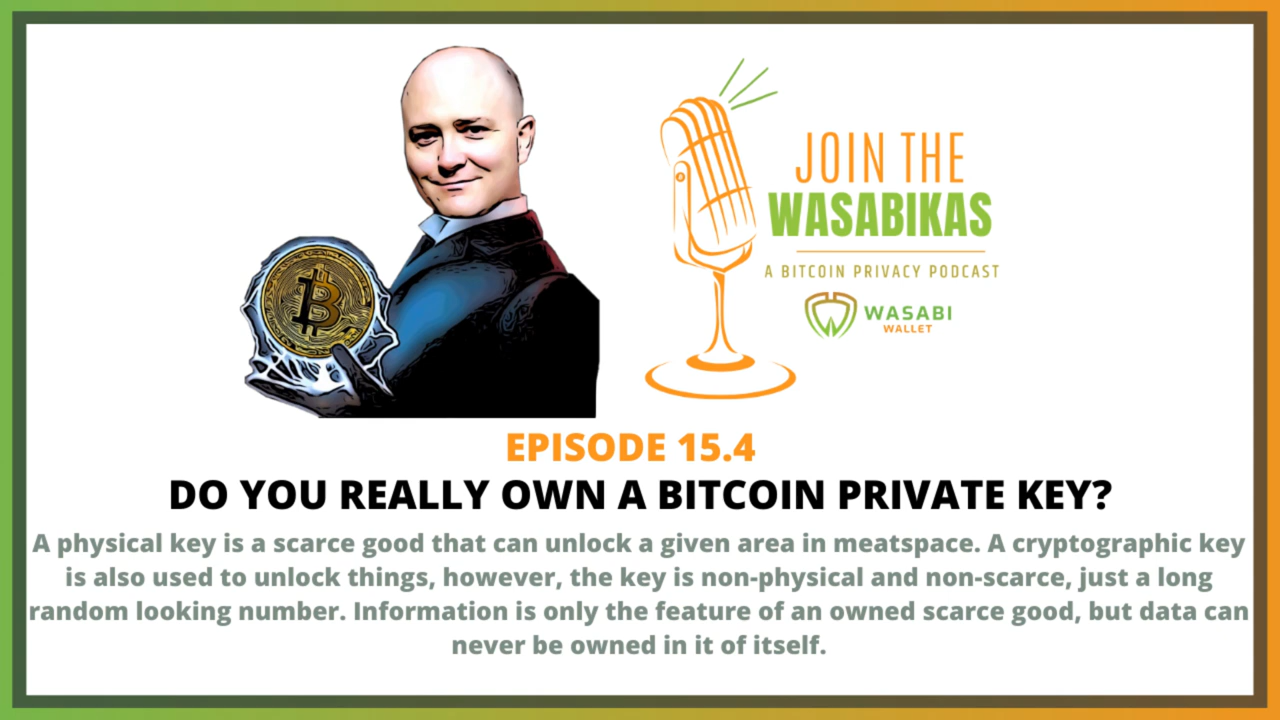 JOIN THE
WASABIKAS
A BITCOIN PRIVACY PODCAST
WASABI
WALLET
EPISODE 15.4
DO YOU REALLY OWN A BITCOIN PRIVATE KEY?
A physical key is a scarce good that can unlock a given area in meatspace. A cryptographic key
is also used to unlock things, however, the key is non-physical and non-scarce, just a long
random looking number. Information is only the feature of an owned scarce good, but data can
never be owned in it of itself.